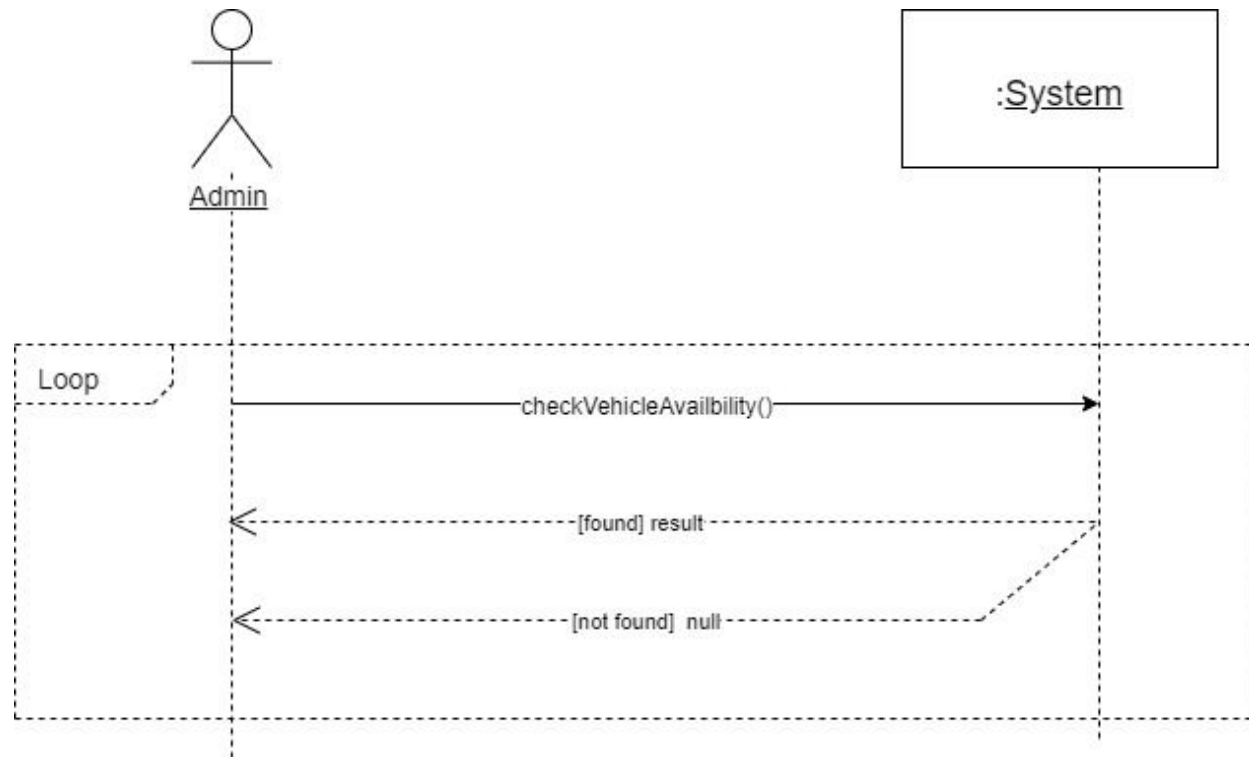 :System
Admin
Loop
checkVehicleAvailbility()
[found] result
[not found] null